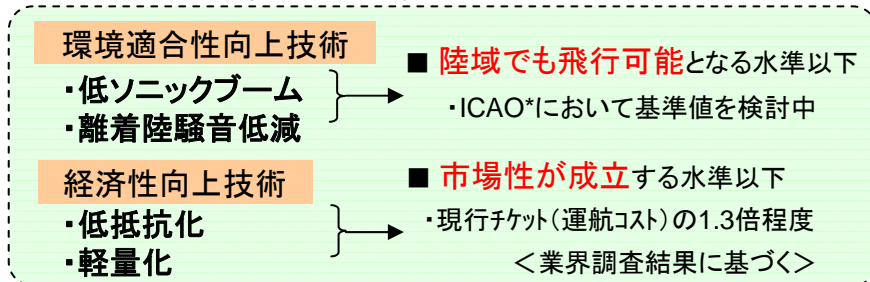 環境適合性向上技術
・低ソニックブーム
・離着陸騒音低減
■ 陸域でも飛行可能となる水準以下
・ICAO*において基準値を検討中
経済性向上技術
・低抵抗化
・軽量化
■ 市場性が成立する水準以下
・現行ﾁｹｯﾄ(運航ｺｽﾄ)の1.3倍程度
＜業界調査結果に基づく＞